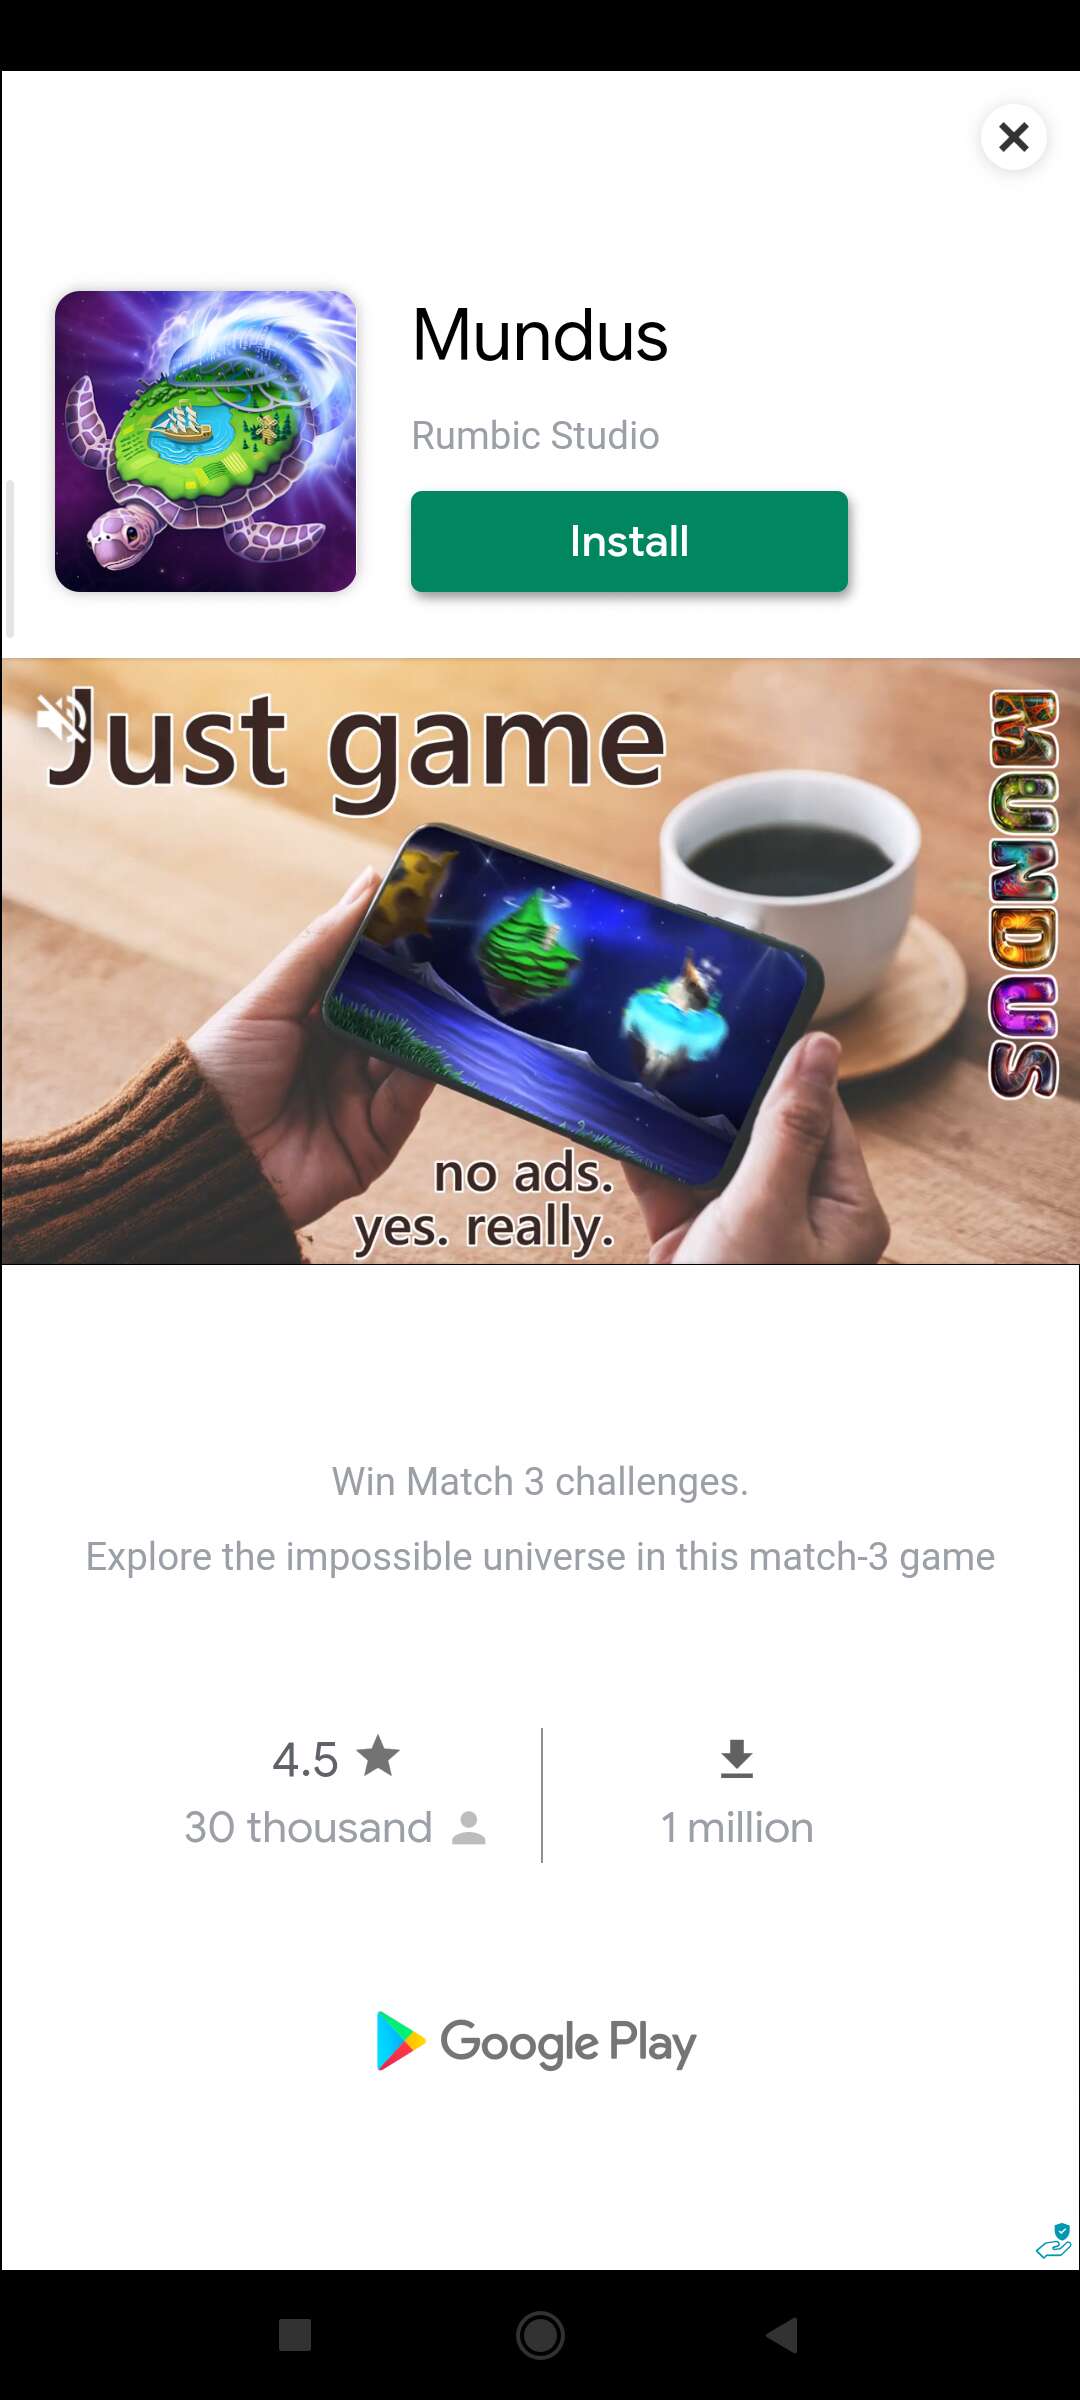 Mundus
Rumbic Studio
Install
Just game
MUNDUS
no ads.
yes. really.
Win Match 3 challenges.
Explore the impossible universe in this match-3 game
4.5
30 thousand
1 million
Google Play